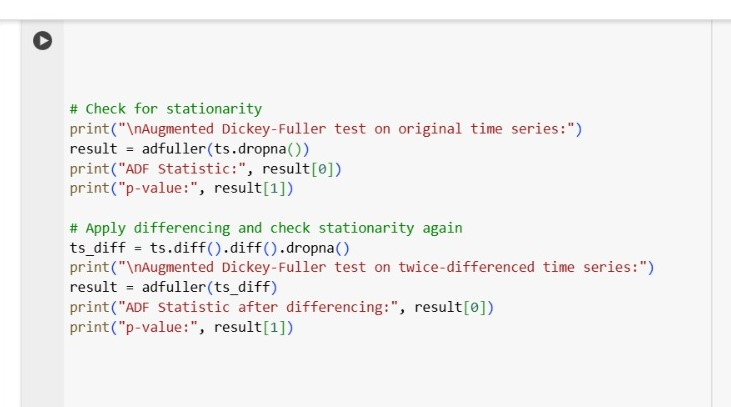 # Check for stationarity
print("\nAugmented Dickey-Fuller test on original time series:")
result = adfuller(ts.dropna())
print("ADF Statistic:", result[0])
print("p-value:", result[1])
# Apply differencing and check stationarity again
ts_diff = ts.diff().diff().dropna()
print("\nAugmented Dickey-Fuller test on twice-differenced time series:")
result = adfuller(ts_diff)
print("ADF Statistic after differencing:", result[0])
print("p-value:", result[1])